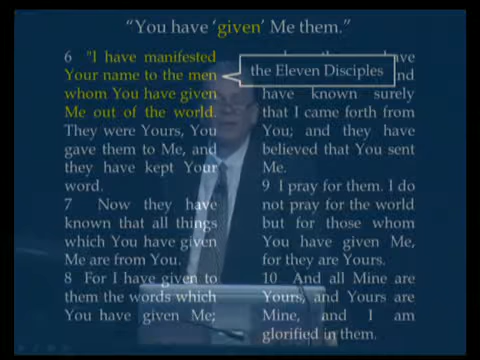 “You have ‘given’ Me them.”
6 "I have manifested
Your name to the men
whom You have given
Me out of the world.
They were Yours, You
gave them to Me, and
they have kept Your
word.
7 Now they have
known that all things
which You have given
Me are from You.
8 For I have given to
them the words which
You have given Me;
the Eleven Disciples
have
and
have known surely
that I came forth from
You; and they have
believed that You sent
Me.
9 I pray for them. I do
not pray for the world
but for those whom
You have given Me,
for they are Yours.
10 And all Mine are
Yours, and Yours are
Mine, and I am
glorified in them.